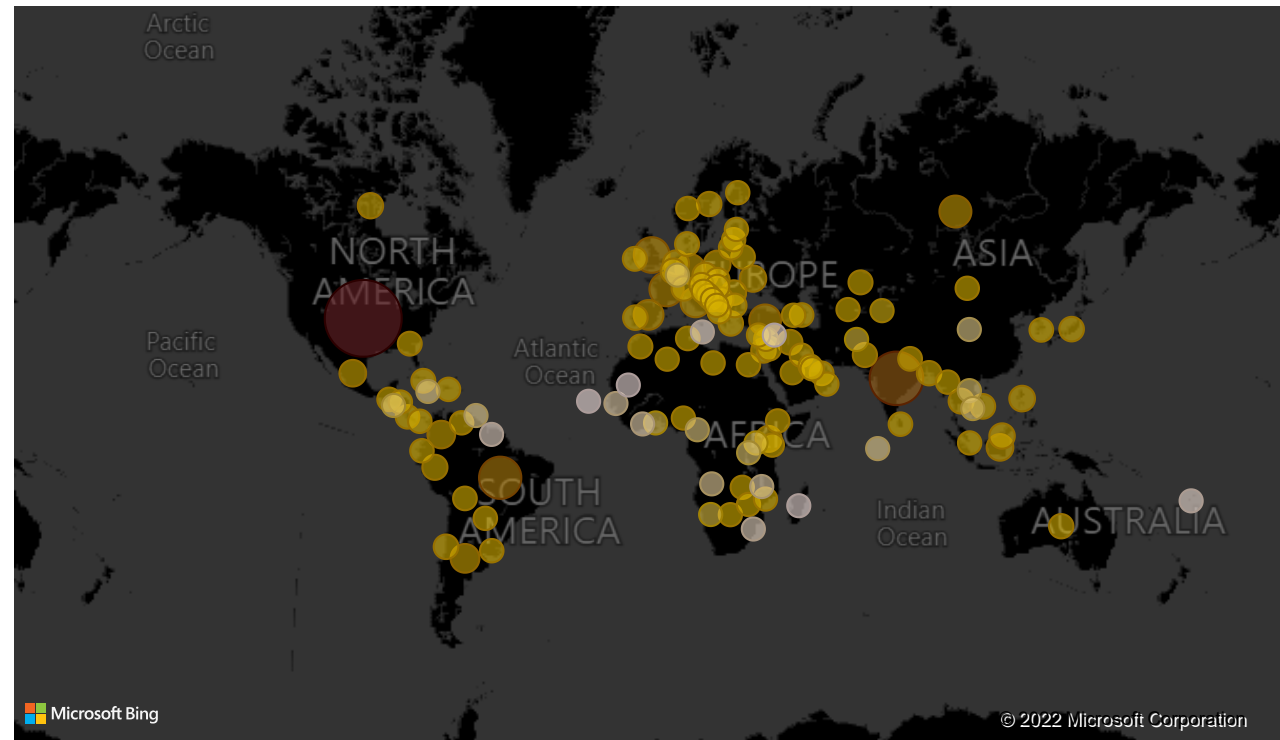 Arctic
Ocean
NORTH
AMERICA
EUROPE
ASIA
Pacific
Ocean
Atlantic
Ocean
AFRICA
SOUTH
AMERICA
Indian
Ocean
AUSTRALIA
Microsoft Bing
© 2022 Microsoft Corporation